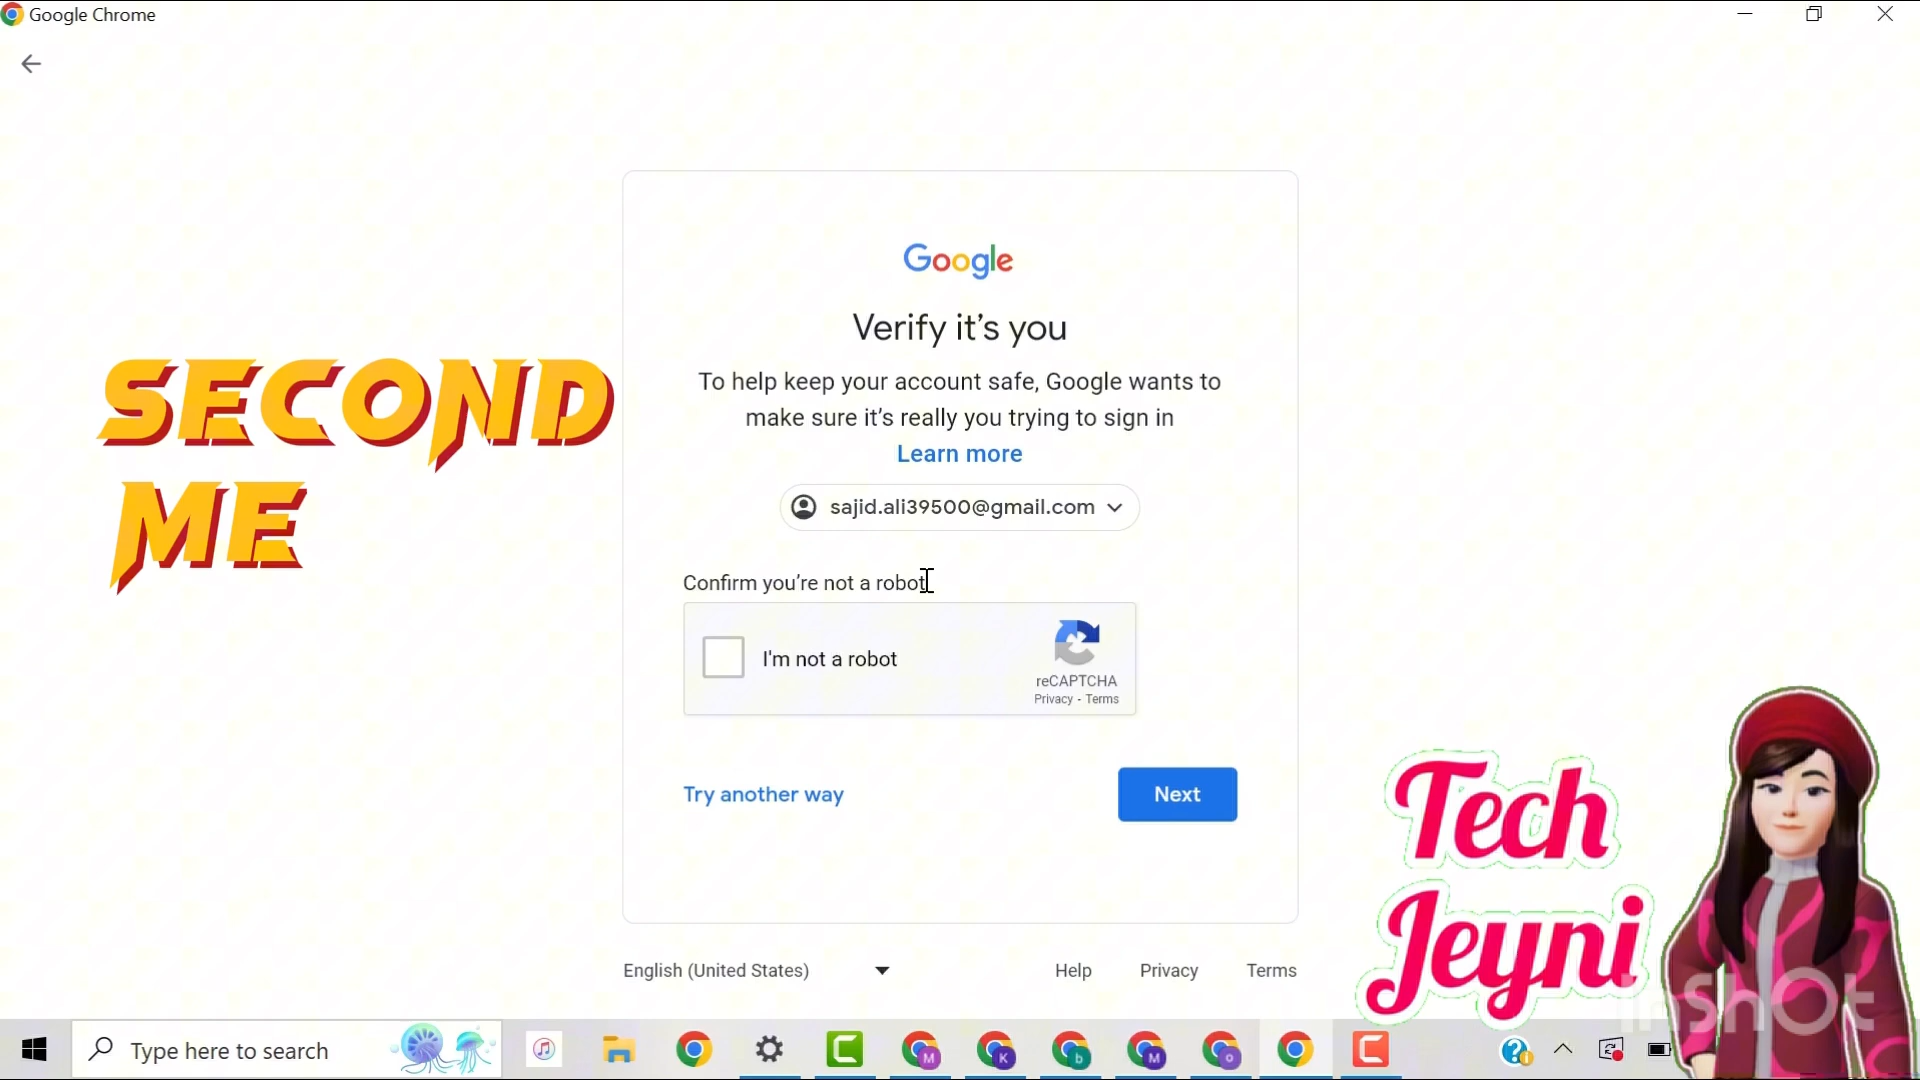 Google Chrome
Google
Verify it’s you
To help keep your account safe, Google wants to
make sure it’s really you trying to sign in
Learn more
sajid.ali39500@gmail.com
SECOND
ME
Confirm you’re not a robot
I'm not a robot
reCAPTCHA
Privacy - Terms
Try another way
Next
Tech
Jeyni
English (United States)
Help
Privacy
Terms
InShOt
Type here to search
M
K
b
M
o